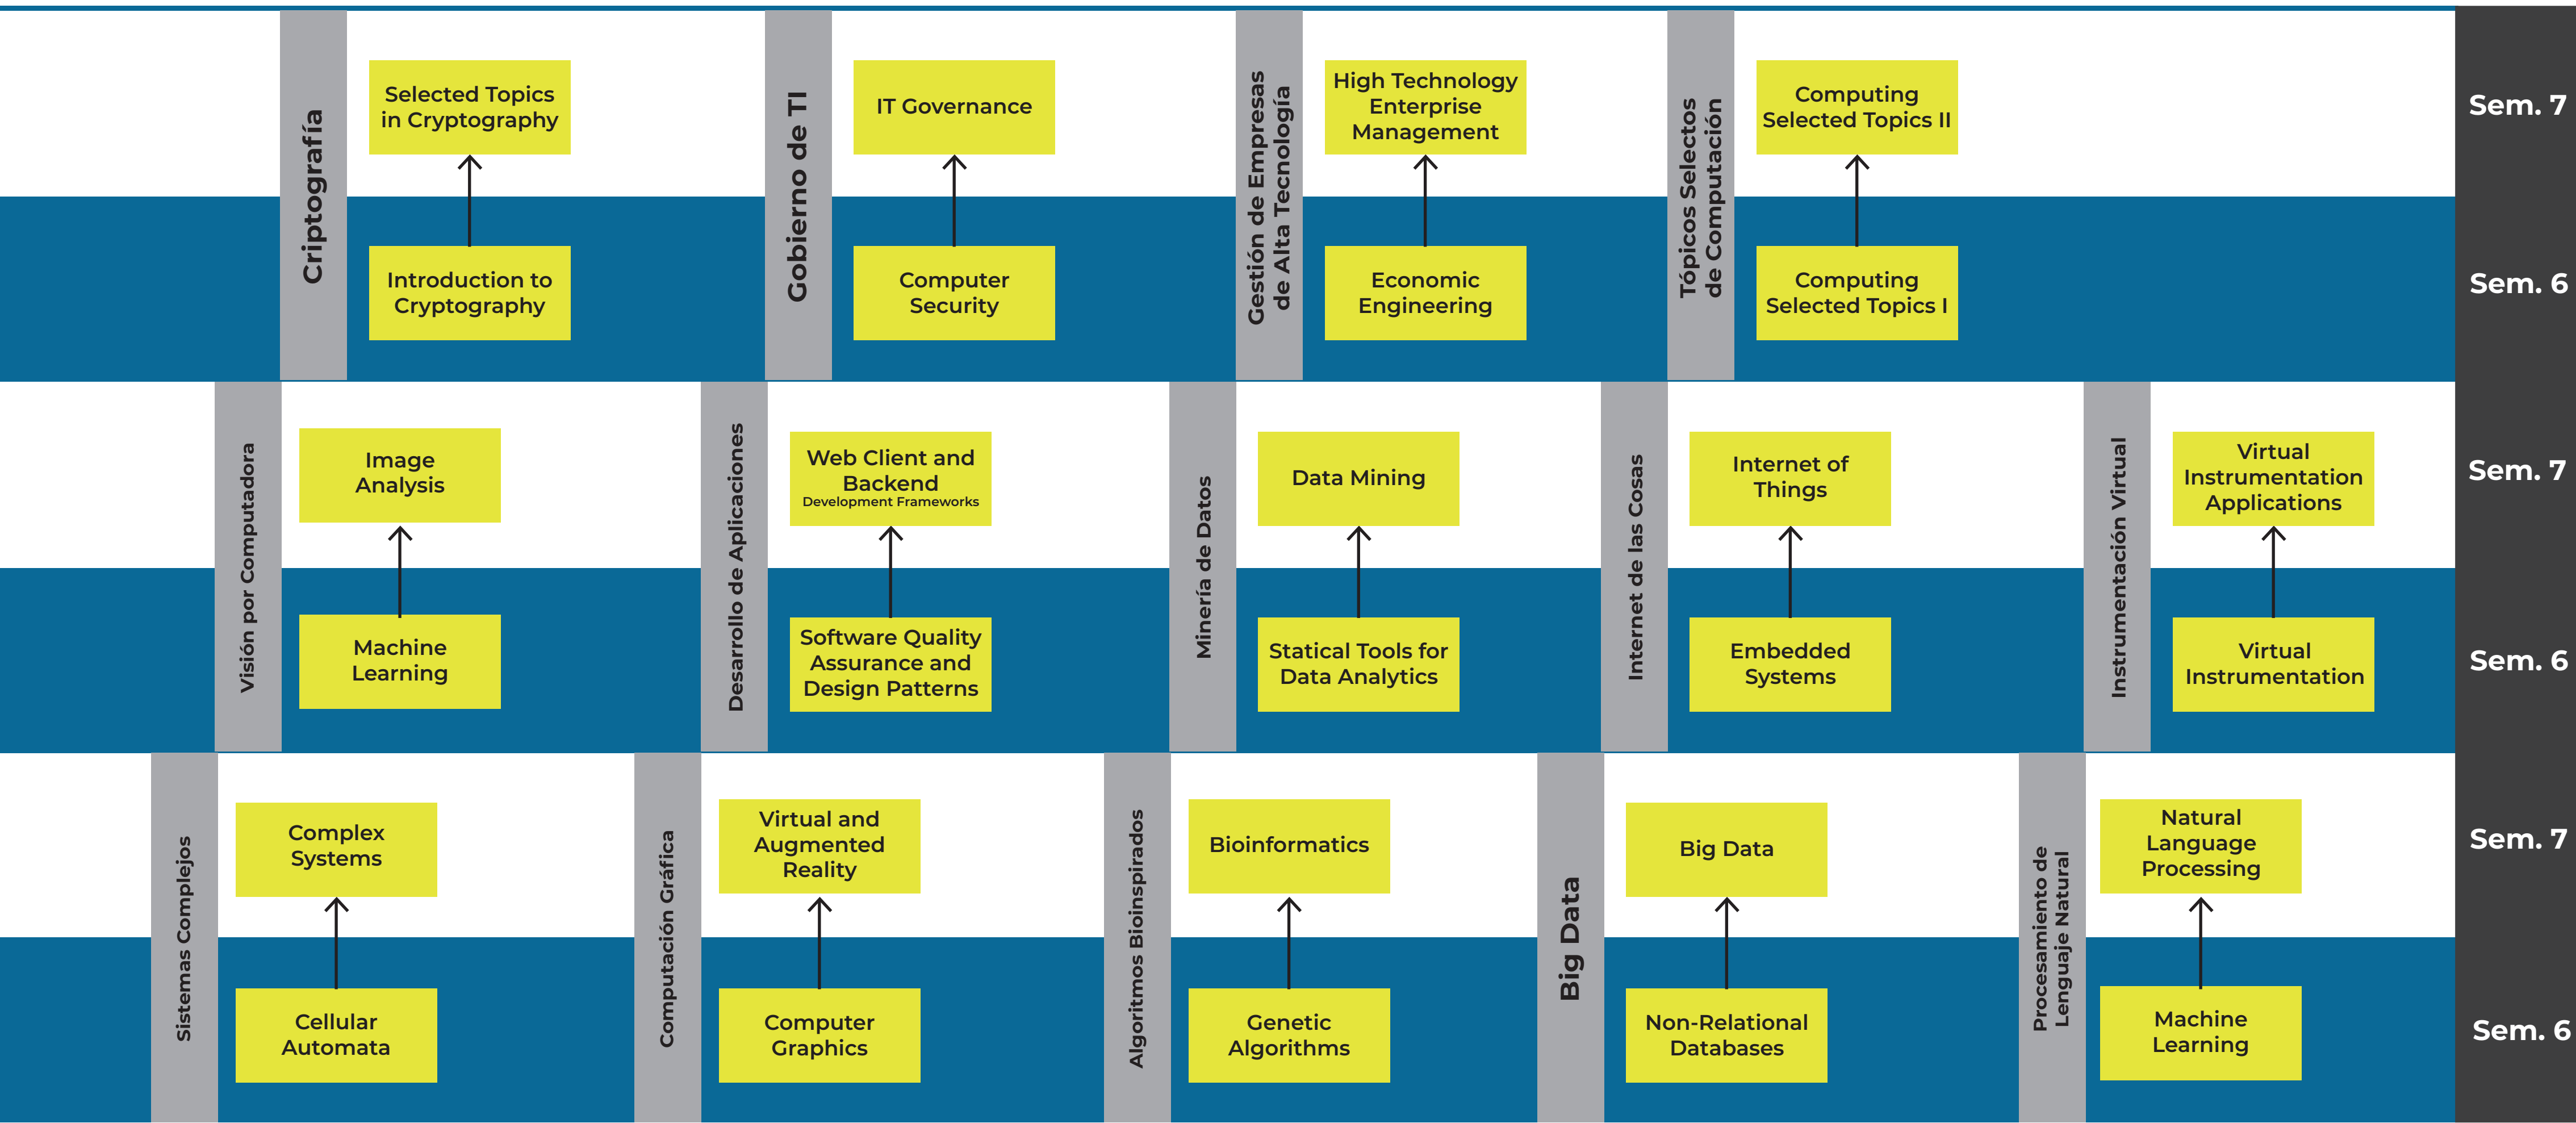 Criptografía
Selected Topics
in Cryptography
Introduction to
Cryptography
Gobierno de TI
IT Governance
Computer
Security
Gestión de Empresas
de Alta Tecnología
High Technology
Enterprise
Management
Economic
Engineering
Tópicos Selectos
de Computación
Computing
Selected Topics II
Computing
Selected Topics I
Sem. 7
Sem. 6
Visión por Computadora
Image
Analysis
Machine
Learning
Desarrollo de Aplicaciones
Web Client and
Backend
Development Frameworks
Software Quality
Assurance and
Design Patterns
Minería de Datos
Data Mining
Statical Tools for
Data Analytics
Internet de las Cosas
Internet of
Things
Embedded
Systems
Instrumentación Virtual
Virtual
Instrumentation
Applications
Virtual
Instrumentation
Sem. 7
Sem. 6
Sistemas Complejos
Complex
Systems
Cellular
Automata
Computación Gráfica
Virtual and
Augmented
Reality
Computer
Graphics
Algoritmos Bioinspirados
Bioinformatics
Genetic
Algorithms
Big Data
Big Data
Non-Relational
Databases
Procesamiento de
Lenguaje Natural
Natural
Language
Processing
Machine
Learning
Sem. 7
Sem. 6